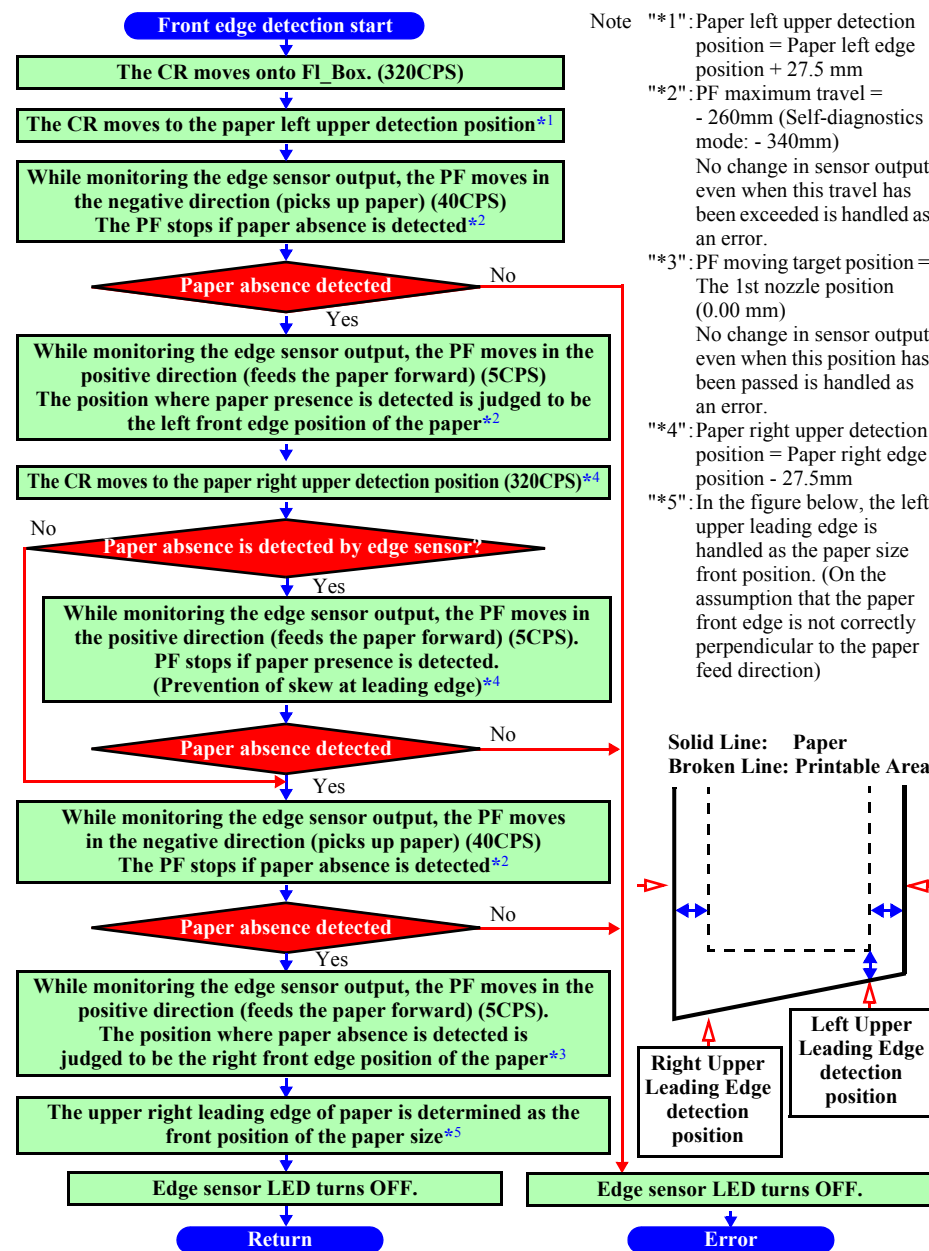 Front edge detection start
The CR moves onto Fl_Box. (320CPS)
The CR moves to the paper left upper detection position*1
While monitoring the edge sensor output, the PF moves in
the negative direction (picks up paper) (40CPS)
The PF stops if paper absence is detected*2
Paper absence detected
No
Yes
While monitoring the edge sensor output, the PF moves in the
positive direction (feeds the paper forward) (5CPS)
The position where paper presence is detected is judged to be
the left front edge position of the paper*2
The CR moves to the paper right upper detection position (320CPS)*4
No
Paper absence is detected by edge sensor?
Yes
While monitoring the edge sensor output, the PF moves in
the positive direction (feeds the paper forward) (5CPS).
PF stops if paper presence is detected.
(Prevention of skew at leading edge)*4
Paper absence detected
No
Yes
While monitoring the edge sensor output, the PF moves
in the negative direction (picks up paper) (40CPS)
The PF stops if paper absence is detected*2
Paper absence detected
No
Yes
While monitoring the edge sensor output, the PF moves in the
positive direction (feeds the paper forward) (5CPS).
The position where paper absence is detected is
judged to be the right front edge position of the paper*3
The upper right leading edge of paper is determined as the
front position of the paper size*5
Edge sensor LED turns OFF.
Return
Edge sensor LED turns OFF.
Error
Note "*1":Paper left upper detection
position = Paper left edge
position + 27.5 mm
"*2":PF maximum travel =
- 260mm (Self-diagnostics
mode: - 340mm)
No change in sensor output
even when this travel has
been exceeded is handled as
an error.
"*3":PF moving target position =
The 1st nozzle position
(0.00 mm)
No change in sensor output
even when this position has
been passed is handled as
an error.
"*4":Paper right upper detection
position = Paper right edge
position - 27.5mm
"*5":In the figure below, the left
upper leading edge is
handled as the paper size
front position. (On the
assumption that the paper
front edge is not correctly
perpendicular to the paper
feed direction)
Solid Line: Paper
Broken Line: Printable Area
Left Upper
Leading Edge
detection
position
Right Upper
Leading Edge
detection
position